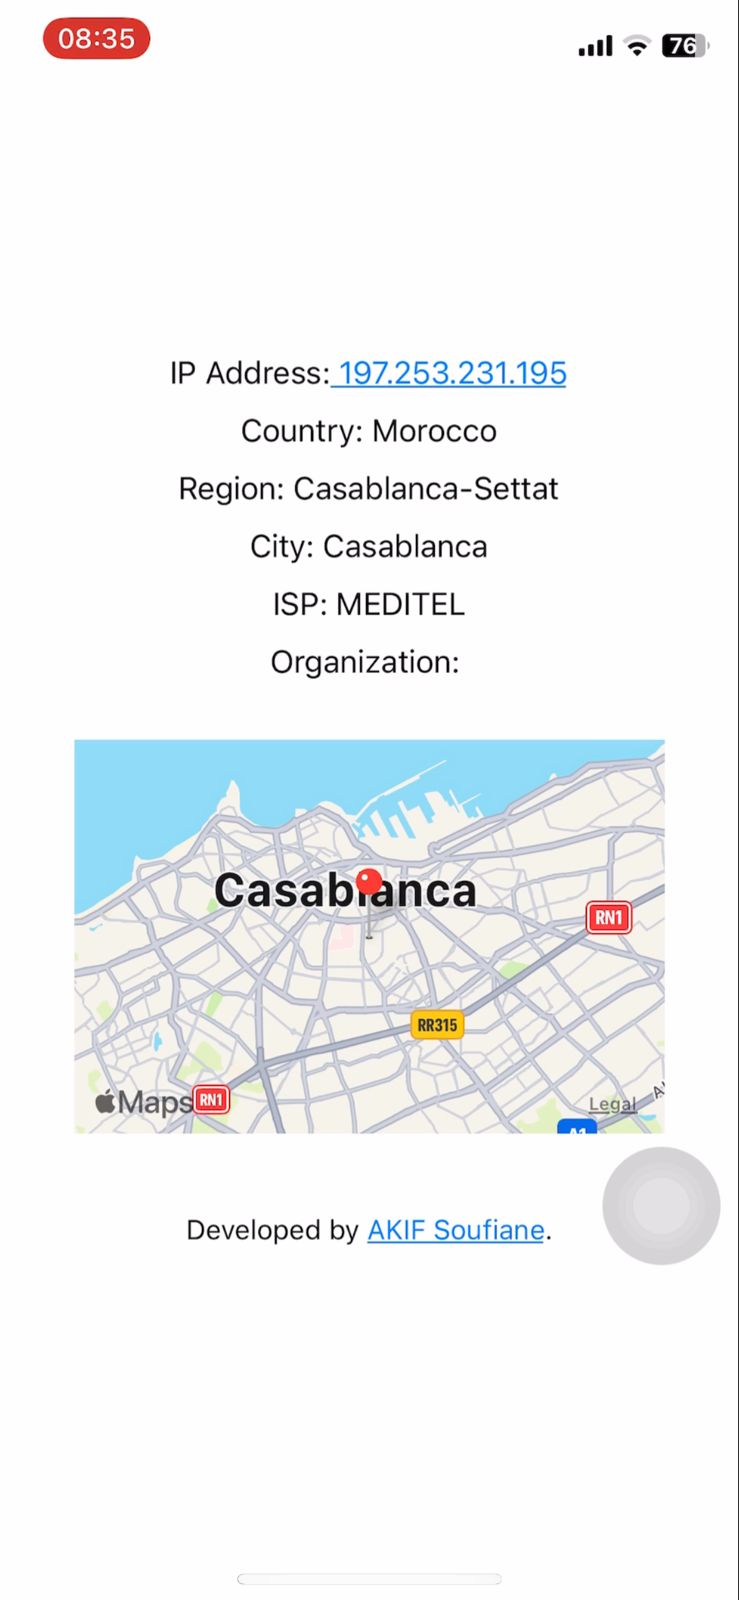 08:35
76
IP Address: 197.253.231.195
Country: Morocco
Region: Casablanca-Settat
City: Casablanca
ISP: MEDITEL
Organization:
Casablanca
RN1
RR315
Maps
RN1
Legal
A1
Developed by AKIF Soufiane.